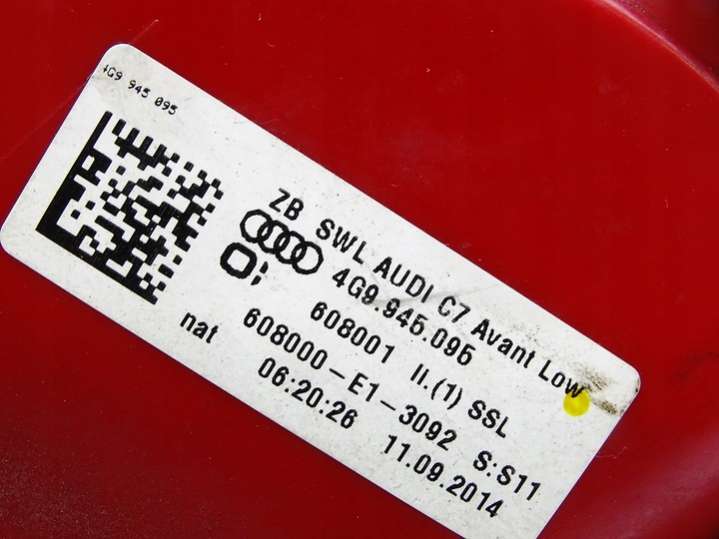 4G9 945 095
ZB SWL AUDI C7 Avant Low
4G9.945.095
608001 II.(1) SSL
608000-E1-3092 S:S11
nat 06:20:26 11.09.2014